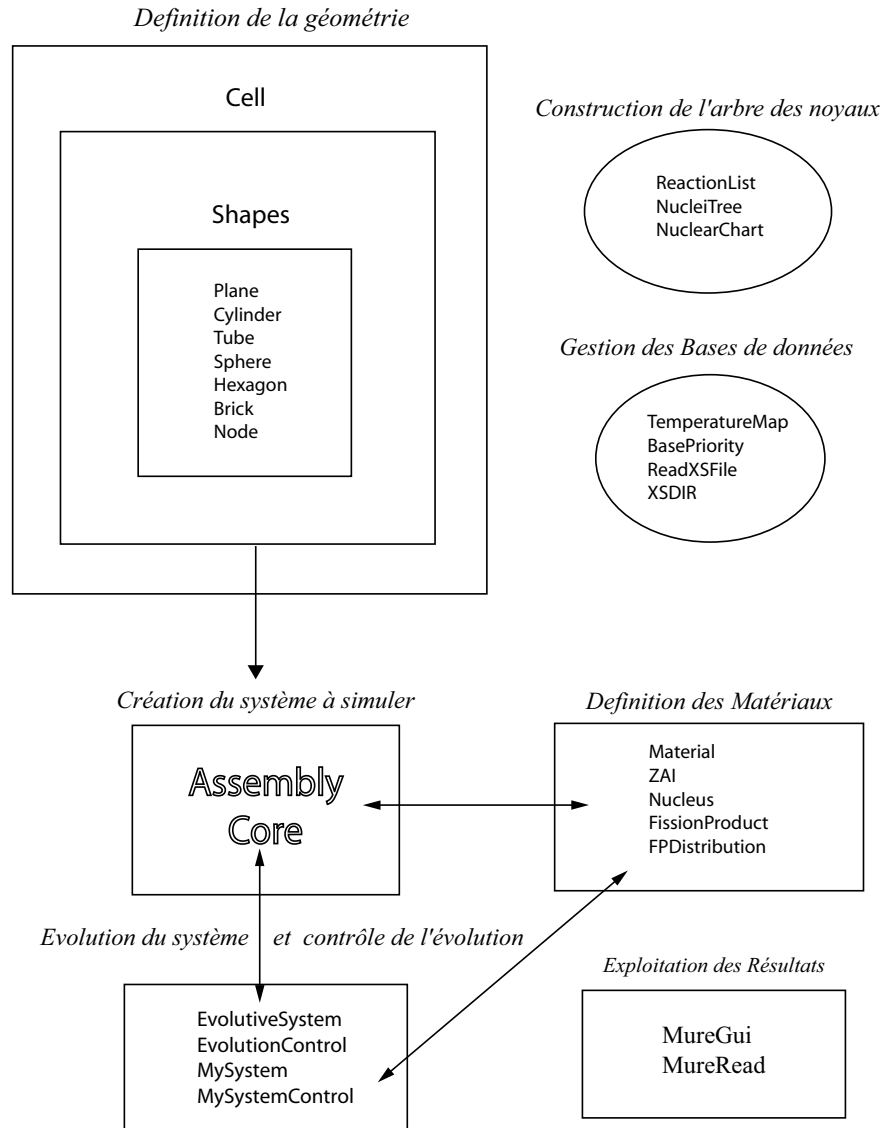 Definition de la géométrie
Cell
Shapes
Plane
Cylinder
Tube
Sphere
Hexagon
Brick
Node
Construction de l'arbre des noyaux
ReactionList
NucleiTree
NuclearChart
Gestion des Bases de données
TemperatureMap
BasePriority
ReadXSFile
XSDIR
Création du système à simuler
Assembly
Core
Definition des Matériaux
Material
ZAI
Nucleus
FissionProduct
FPDistribution
Evolution du système et contrôle de l'évolution
EvolutiveSystem
EvolutionControl
MySystem
MySystemControl
Exploitation des Résultats
MureGui
MureRead